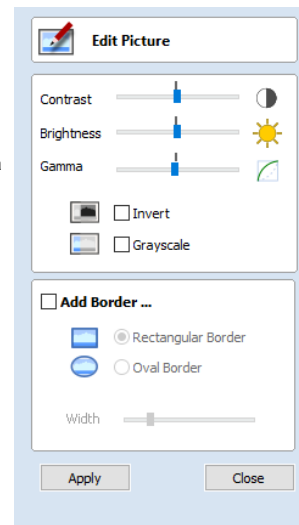 Edit Picture
Contrast
Brightness
Gamma
Invert
Grayscale
Add Border ...
Rectangular Border
Oval Border
Width
Apply Close